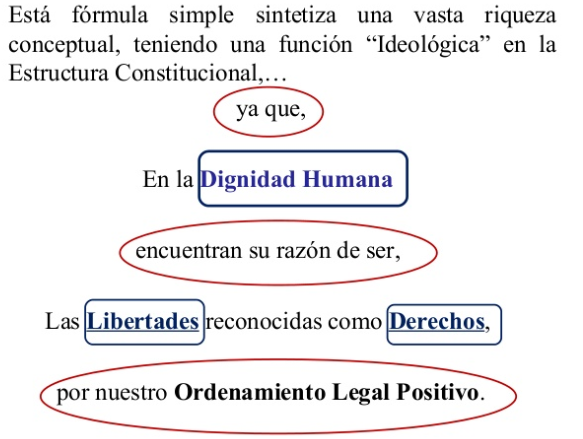 Está fórmula simple sintetiza una vasta riqueza
conceptual, teniendo una función “Ideológica” en la
Estructura Constitucional,…
ya que,
En la Dignidad Humana
encuentran su razón de ser,
Las Libertades reconocidas como Derechos,
por nuestro Ordenamiento Legal Positivo.